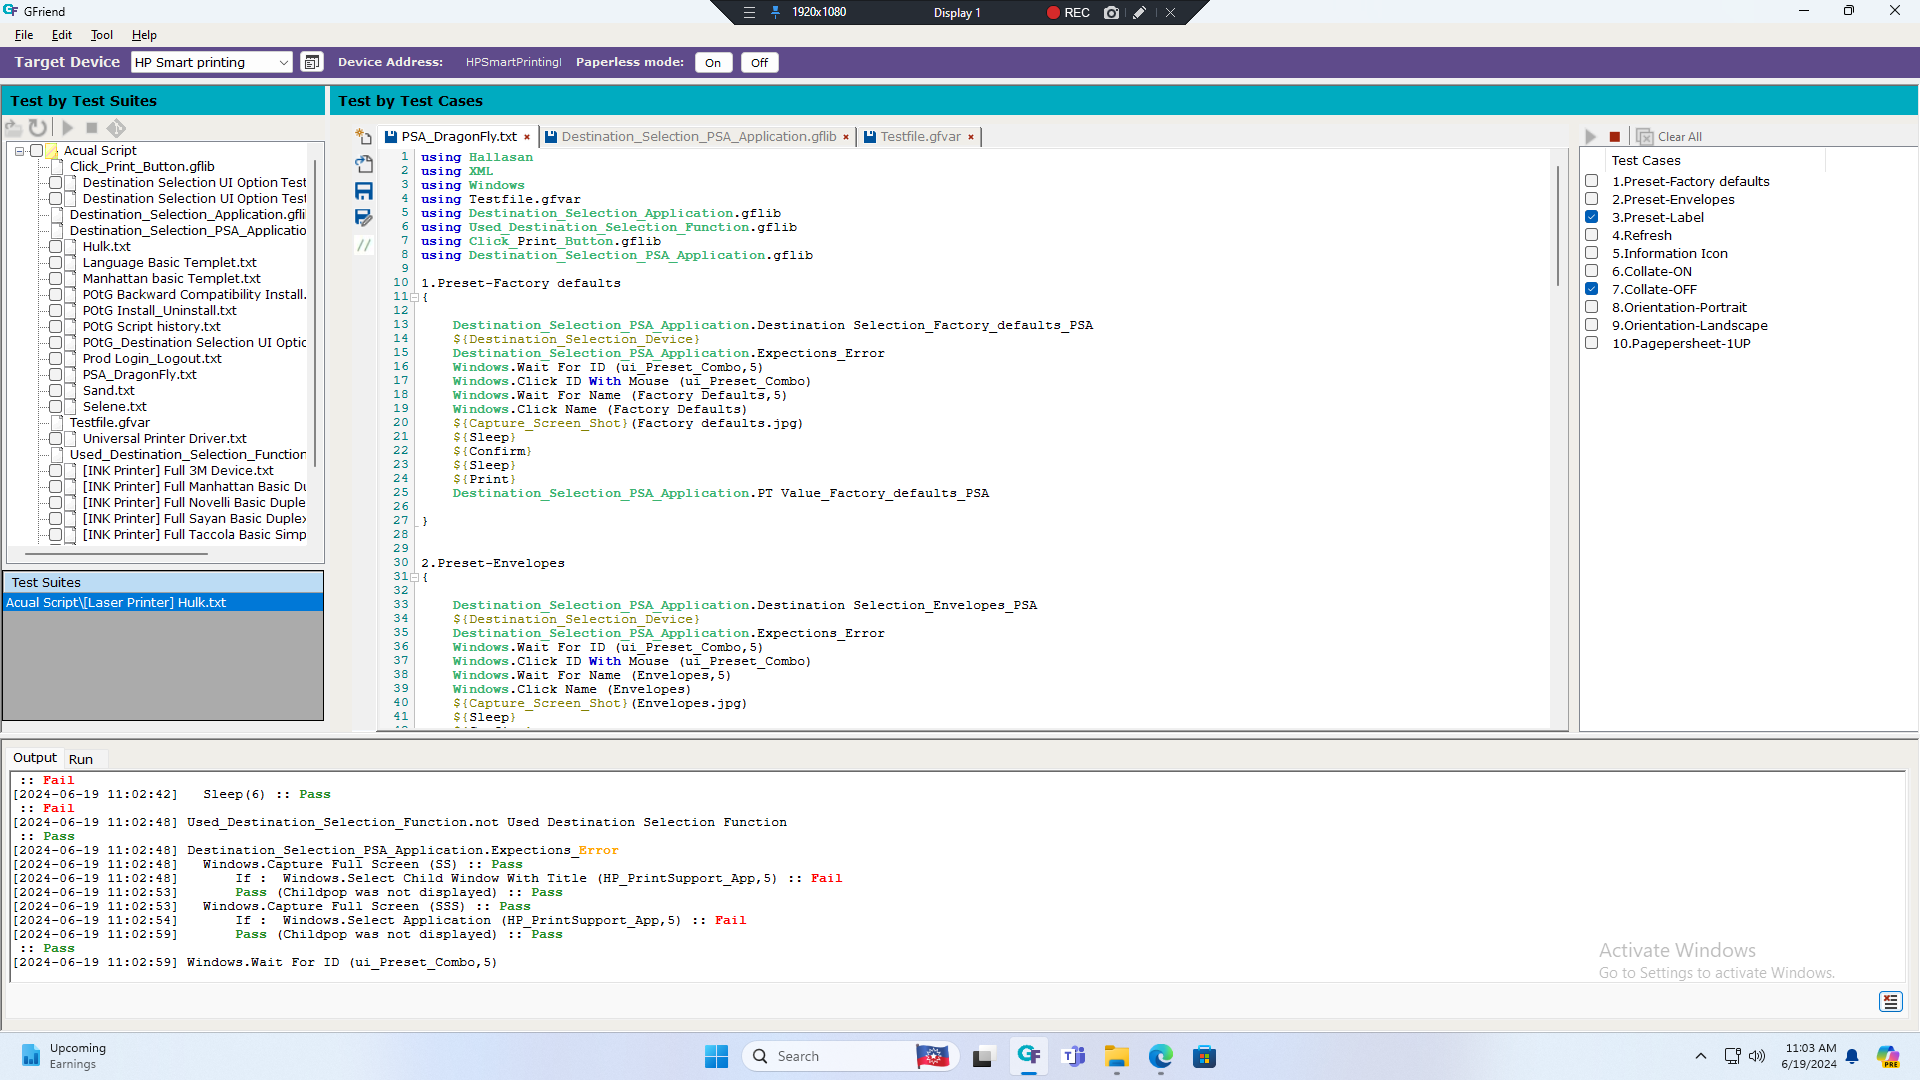 GFriend
1920x1080
Display 1
REC
File Edit Tool Help
Target Device
HP Smart printing
Device Address:
HPSmartPrintingl
Paperless mode:
On
Off
Test by Test Suites
Acual Script
Click_Print_Button.gflib
Destination Selection UI Option Test
Destination Selection UI Option Test
Destination_Selection_Application.gfli
Destination_Selection_PSA_Applicatio
Hulk.txt
Language Basic Templet.txt
Manhattan basic Templet.txt
POtG Backward Compatibility Install.
POtG Install_Uninstall.txt
POtG Script history.txt
POtG_Destination Selection UI Optic
Prod Login_Logout.txt
PSA_DragonFly.txt
Sand.txt
Selene.txt
Testfile.gfvar
Universal Printer Driver.txt
Used_Destination_Selection_Function
[INK Printer] Full 3M Device.txt
[INK Printer] Full Manhattan Basic Du
[INK Printer] Full Novelli Basic Duple
[INK Printer] Full Sayan Basic Duplex
[INK Printer] Full Taccola Basic Simp
Test Suites
Acual Script\[Laser Printer] Hulk.txt
Test by Test Cases
PSA_DragonFly.txt × Destination_Selection_PSA_Application.gflib × Testfile.gfvar ×
1 using Hallasan
2 using XML
3 using Windows
4 using Testfile.gfvar
5 using Destination_Selection_Application.gflib
6 using Used_Destination_Selection_Function.gflib
7 using Click_Print_Button.gflib
8 using Destination_Selection_PSA_Application.gflib
9
10 1.Preset-Factory defaults
11 {
12
13 Destination_Selection_PSA_Application.Destination Selection_Factory_defaults_PSA
14 ${Destination_Selection_Device}
15 Destination_Selection_PSA_Application.Expections_Error
16 Windows.Wait For ID (ui_Preset_Combo,5)
17 Windows.Click ID With Mouse (ui_Preset_Combo)
18 Windows.Wait For Name (Factory Defaults,5)
19 Windows.Click Name (Factory Defaults)
20 ${Capture_Screen_Shot}(Factory defaults.jpg)
21 ${Sleep}
22 ${Confirm}
23 ${Sleep}
24 ${Print}
25 Destination_Selection_PSA_Application.PT Value_Factory_defaults_PSA
26
27 }
28
29
30 2.Preset-Envelopes
31 {
32
33 Destination_Selection_PSA_Application.Destination Selection_Envelopes_PSA
34 ${Destination_Selection_Device}
35 Destination_Selection_PSA_Application.Expections_Error
36 Windows.Wait For ID (ui_Preset_Combo,5)
37 Windows.Click ID With Mouse (ui_Preset_Combo)
38 Windows.Wait For Name (Envelopes,5)
39 Windows.Click Name (Envelopes)
40 ${Capture_Screen_Shot}(Envelopes.jpg)
41 ${Sleep}
Clear All
Test Cases
1.Preset-Factory defaults
2.Preset-Envelopes
3.Preset-Label
4.Refresh
5.Information Icon
6.Collate-ON
7.Collate-OFF
8.Orientation-Portrait
9.Orientation-Landscape
10.Pagepersheet-1UP
Output Run
:: Fail
[2024-06-19 11:02:42] Sleep(6) :: Pass
:: Fail
[2024-06-19 11:02:48] Used_Destination_Selection_Function.not Used Destination Selection Function
:: Pass
[2024-06-19 11:02:48] Destination_Selection_PSA_Application.Expections_Error
[2024-06-19 11:02:48] Windows.Capture Full Screen (SS) :: Pass
[2024-06-19 11:02:48] If : Windows.Select Child Window With Title (HP_PrintSupport_App,5) :: Fail
[2024-06-19 11:02:53] Pass (Childpop was not displayed) :: Pass
[2024-06-19 11:02:53] Windows.Capture Full Screen (SSS) :: Pass
[2024-06-19 11:02:54] If : Windows.Select Application (HP_PrintSupport_App,5) :: Fail
[2024-06-19 11:02:59] Pass (Childpop was not displayed) :: Pass
:: Pass
[2024-06-19 11:02:59] Windows.Wait For ID (ui_Preset_Combo,5)
Activate Windows
Go to Settings to activate Windows.
Upcoming
Earnings
Search
11:03 AM
6/19/2024
PRE